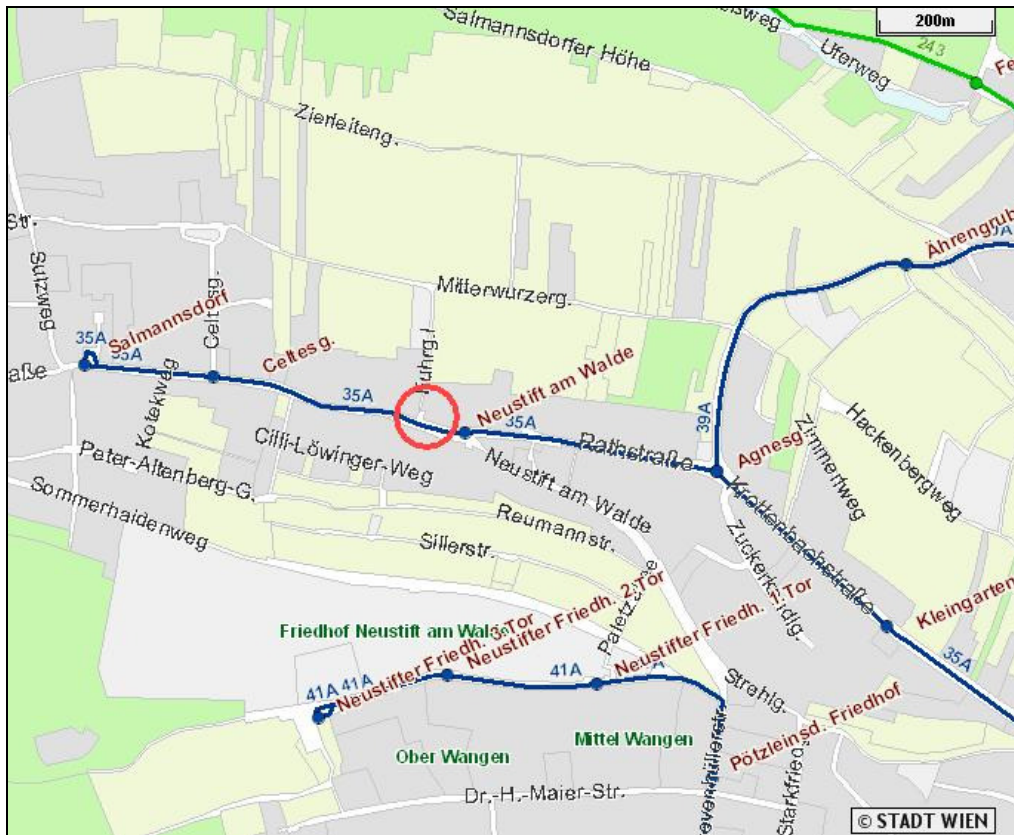 200m
Salmannsdorfer Höhe
Uferweg
243
Zierleiteng.
Str.
Sulzweg
Ährengrub
Mitterwurzerg.
Celtesg.
Salmannsdorf
35A
35A
Celtesg.
35A
Neustift am Walde
35A
39A
Kotekweg
Cilli-Löwinger-Weg
Rathstraße
Agnesg.
Zimmertweg
Hackenbergweg
Peter-Altenberg-G.
Neustift am Walde
Krottenbachstraße
Sommerhaidenweg
Reumannstr.
Sillerstr.
Zuckerkandlg.
Kleingarten
35A
Friedhof Neustift am Walde
Neustifter Friedh. 3.Tor
Neustifter Friedh. 2.Tor
Neustifter Friedh. 1.Tor
41A
41A
41A
Strehlg.
Pötzleinsd. Friedhof
Mittel Wangen
Ober Wangen
Dr.-H.-Maier-Str.
Starkfried
© STADT WIEN